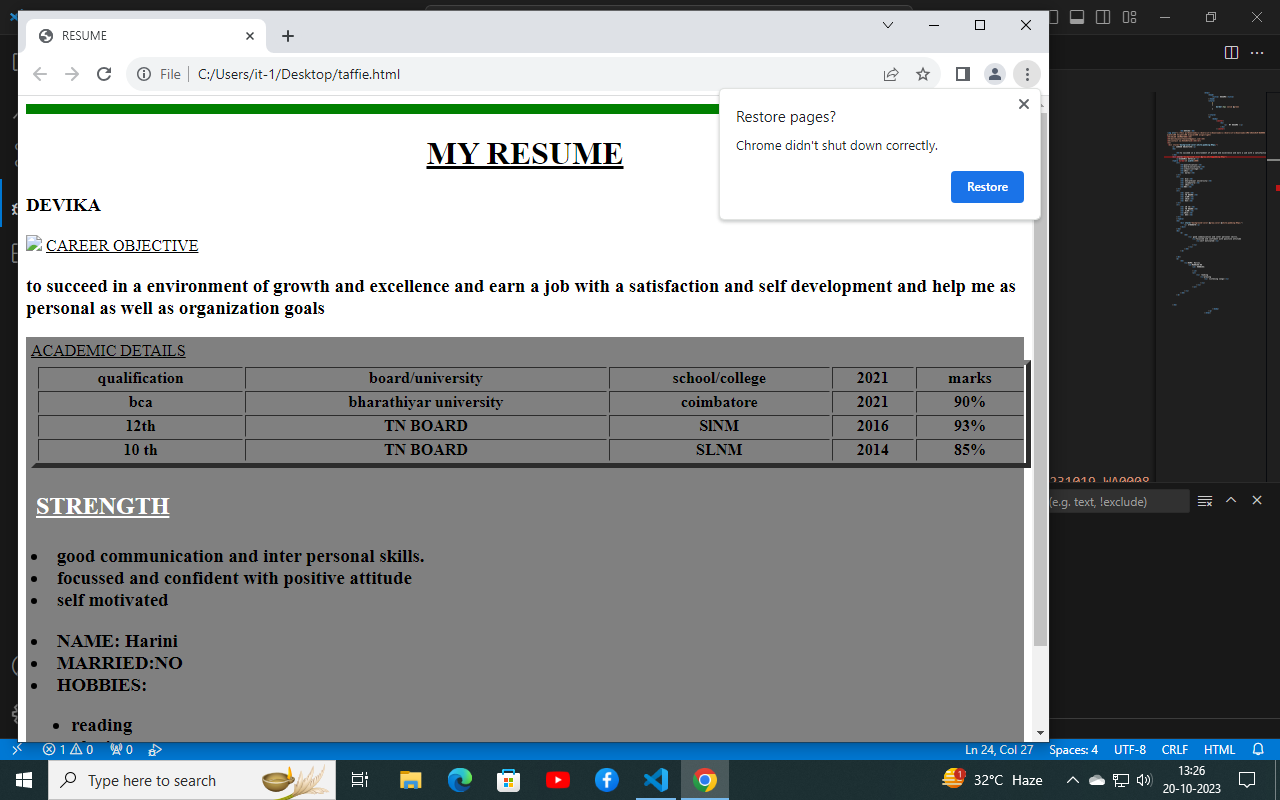 RESUME
File
C:/Users/it-1/Desktop/taffie.html
Restore pages?
Chrome didn't shut down correctly.
Restore
MY RESUME
DEVIKA
CAREER OBJECTIVE
to succeed in a environment of growth and excellence and earn a job with a satisfaction and self development and help me as
personal as well as organization goals
ACADEMIC DETAILS
qualification board/university school/college 2021 marks
bca bharathiyar university coimbatore 2021 90%
12th TN BOARD SlNM 2016 93%
10 th TN BOARD SLNM 2014 85%
STRENGTH
good communication and inter personal skills.
focussed and confident with positive attitude
self motivated
NAME: Harini
MARRIED:NO
HOBBIES:
reading
231019-WA0008
(e.g. text, !exclude)
1 0 0 Ln 24, Col 27 Spaces: 4 UTF-8 CRLF HTML
Type here to search
1 32°C Haze
13:26
20-10-2023